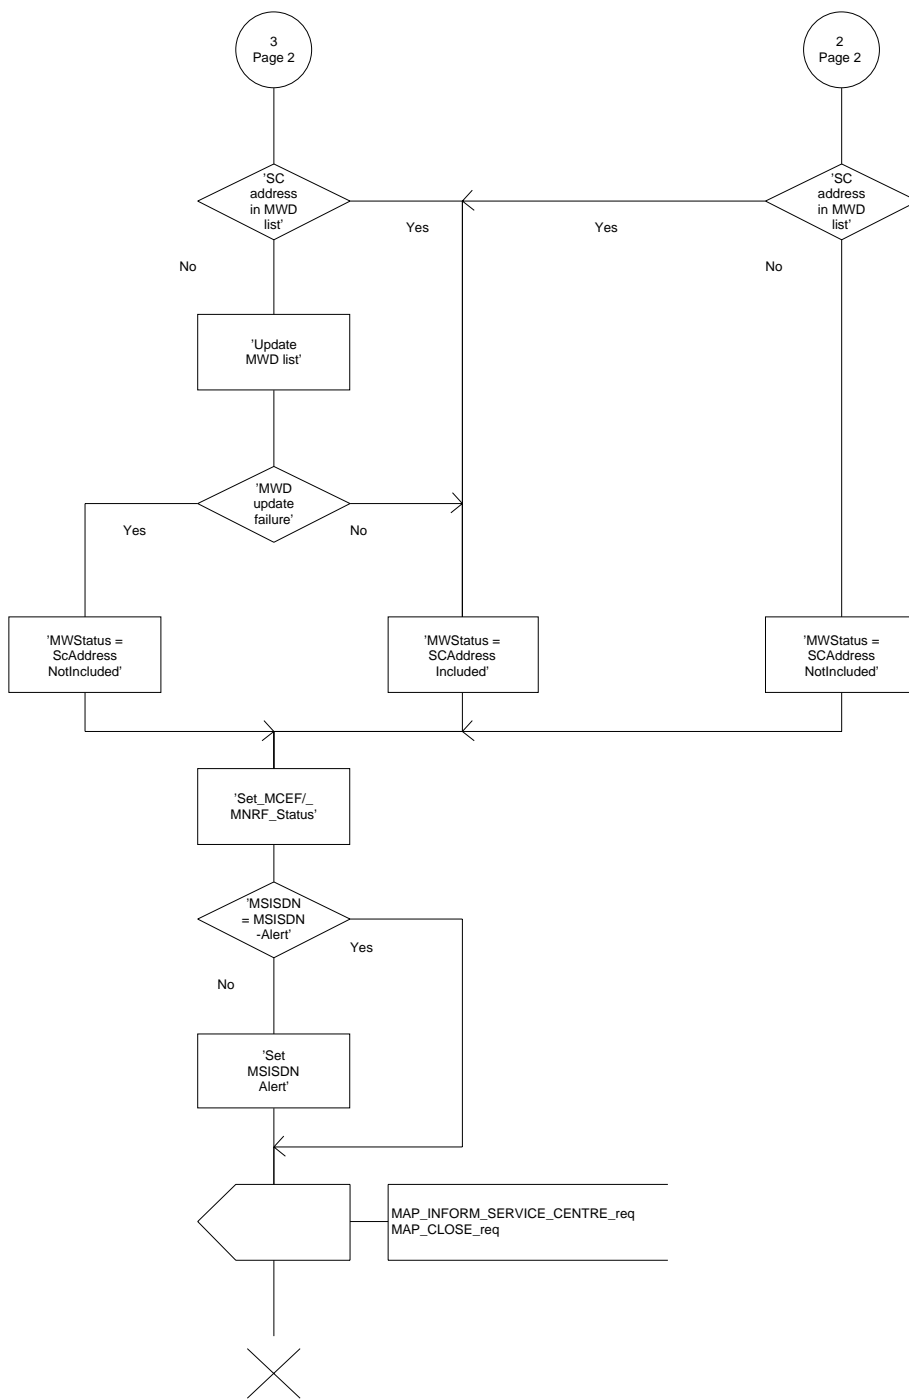 3
Page 2
2
Page 2
’SC
address
in MWD
list’
’SC
address
in MWD
list’
Yes
Yes
No
No
’Update
MWD list’
’MWD
update
failure’
Yes
No
’MWStatus =
ScAddress
NotIncluded’
’MWStatus =
SCAddress
Included’
’MWStatus =
SCAddress
NotIncluded’
’Set_MCEF/_
MNRF_Status’
’MSISDN
= MSISDN
-Alert’
Yes
No
’Set
MSISDN
Alert’
MAP_INFORM_SERVICE_CENTRE_req
MAP_CLOSE_req